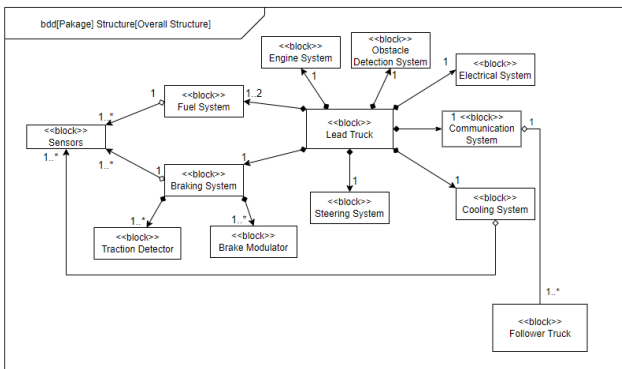 bdd[Pakage] Structure[Overall Structure]
<<block>>
Engine System
1
<<block>>
Obstacle
Detection System
1
<<block>>
Electrical System
1
<<block>>
Fuel System
1
1..2
<<block>>
Lead Truck
<<block>>
Communication
System
1
1
<<block>>
Sensors
1..*
1..*
1..*
<<block>>
Braking System
1
1
<<block>>
Steering System
1
<<block>>
Cooling System
1
<<block>>
Traction Detector
1..*
<<block>>
Brake Modulator
1..*
<<block>>
Follower Truck
1..*